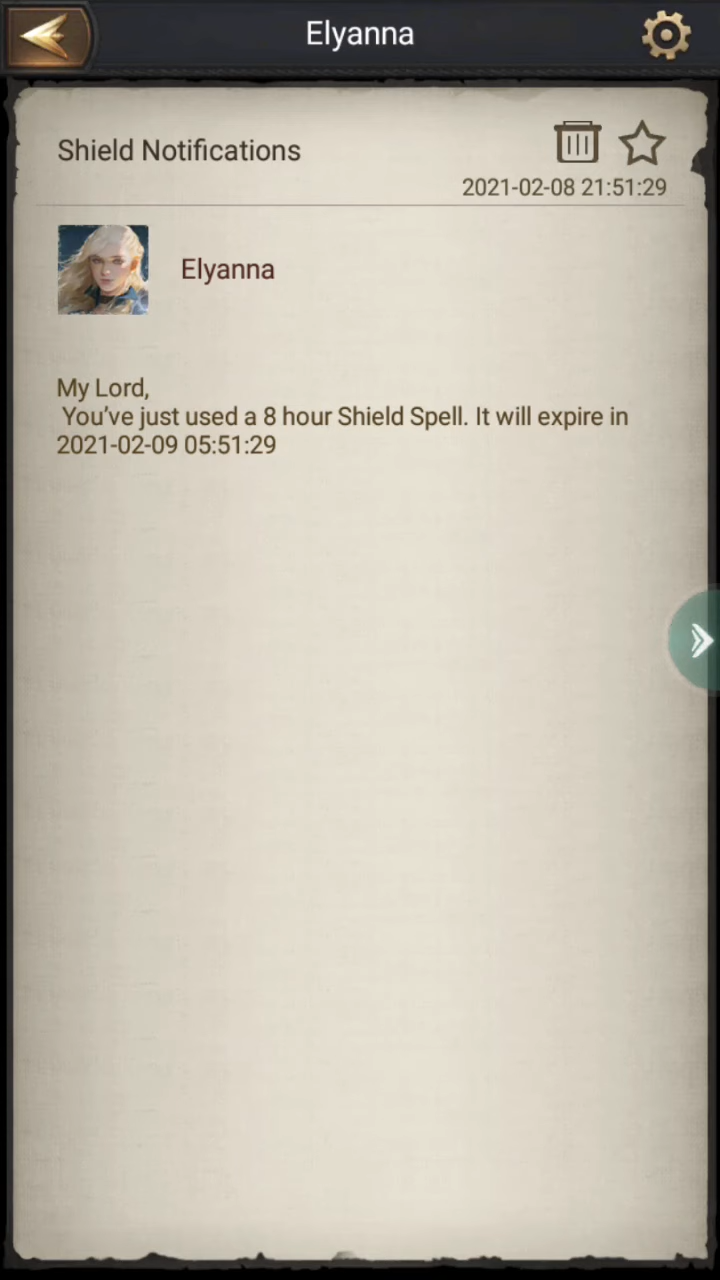 Elyanna
Shield Notifications
2021-02-08 21:51:29
Elyanna
My Lord,
You’ve just used a 8 hour Shield Spell. It will expire in
2021-02-09 05:51:29